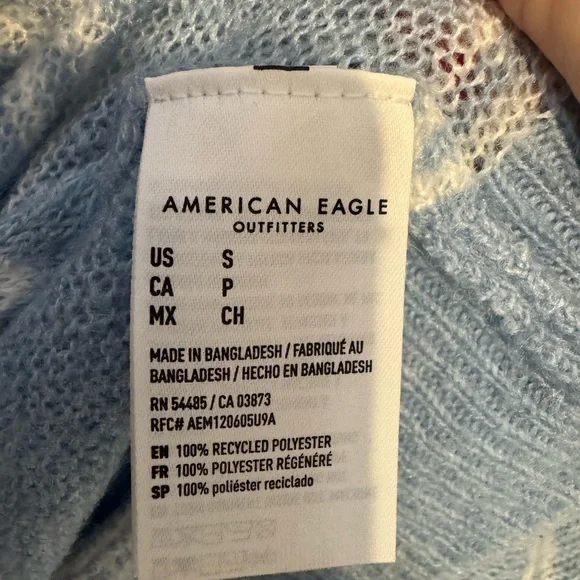 AMERICAN EAGLE
OUTFITTERS
US S
CA P
MX CH
MADE IN BANGLADESH / FABRIQUÉ AU
BANGLADESH / HECHO EN BANGLADESH
RN 54485 / CA 03873
RFC# AEM120605U9A
EN 100% RECYCLED POLYESTER
FR 100% POLYESTER RÉGÉNÉRÉ
SP 100% poliéster reciclado